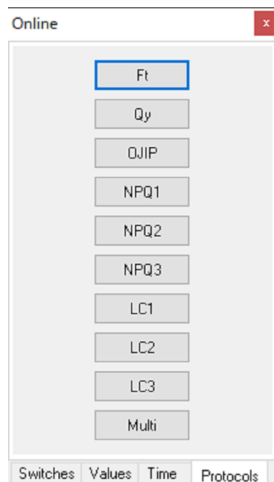 Online x
Ft
Qy
OJIP
NPQ1
NPQ2
NPQ3
LC1
LC2
LC3
Multi
Switches Values Time Protocols